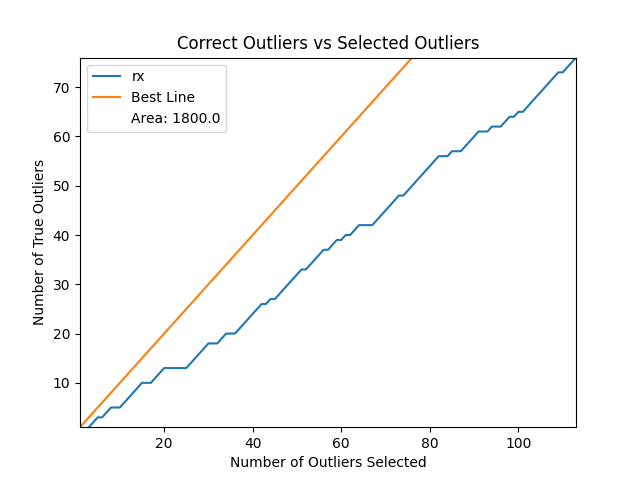 Correct Outliers vs Selected Outliers
rx
Best Line
Area: 1800.0
Number of True Outliers
70
60
50
40
30
20
10
20 40 60 80 100
Number of Outliers Selected